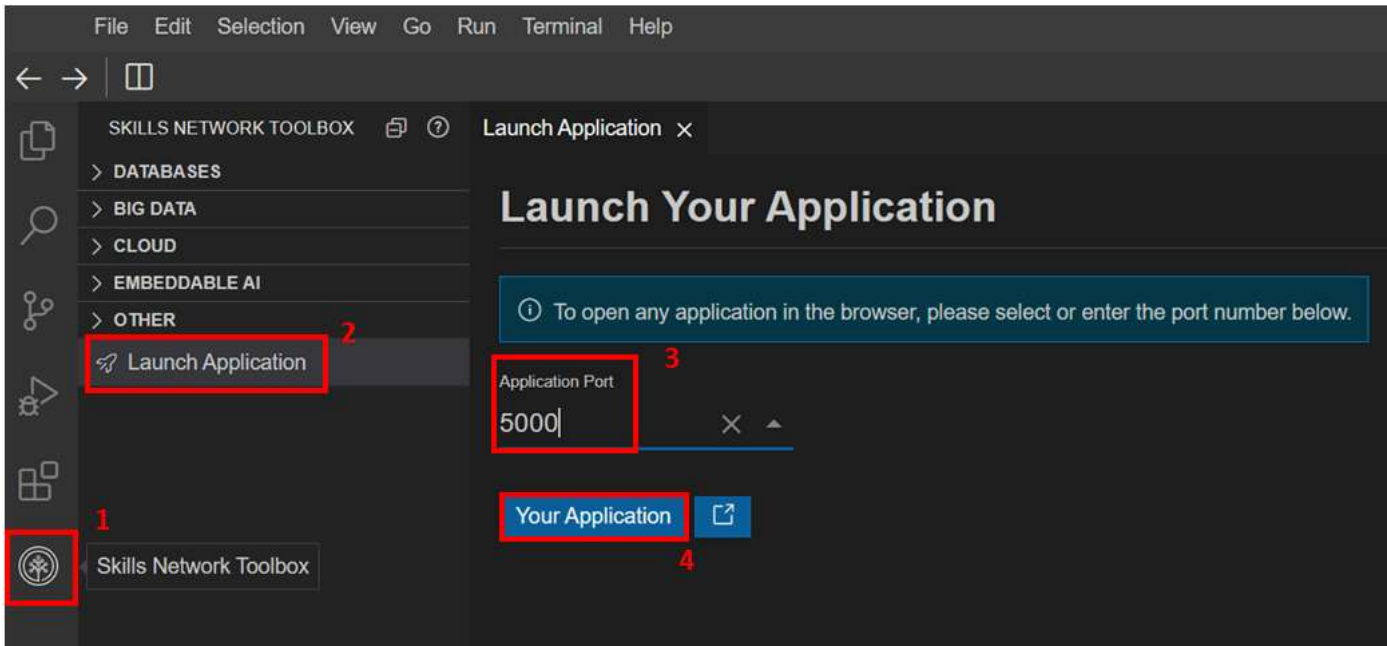 File Edit Selection View Go Run Terminal Help
SKILLS NETWORK TOOLBOX
Launch Application
DATABASES
BIG DATA
CLOUD
EMBEDDABLE AI
OTHER
2
Launch Application
Launch Your Application
To open any application in the browser, please select or enter the port number below.
3
Application Port
5000
Your Application
4
1
Skills Network Toolbox